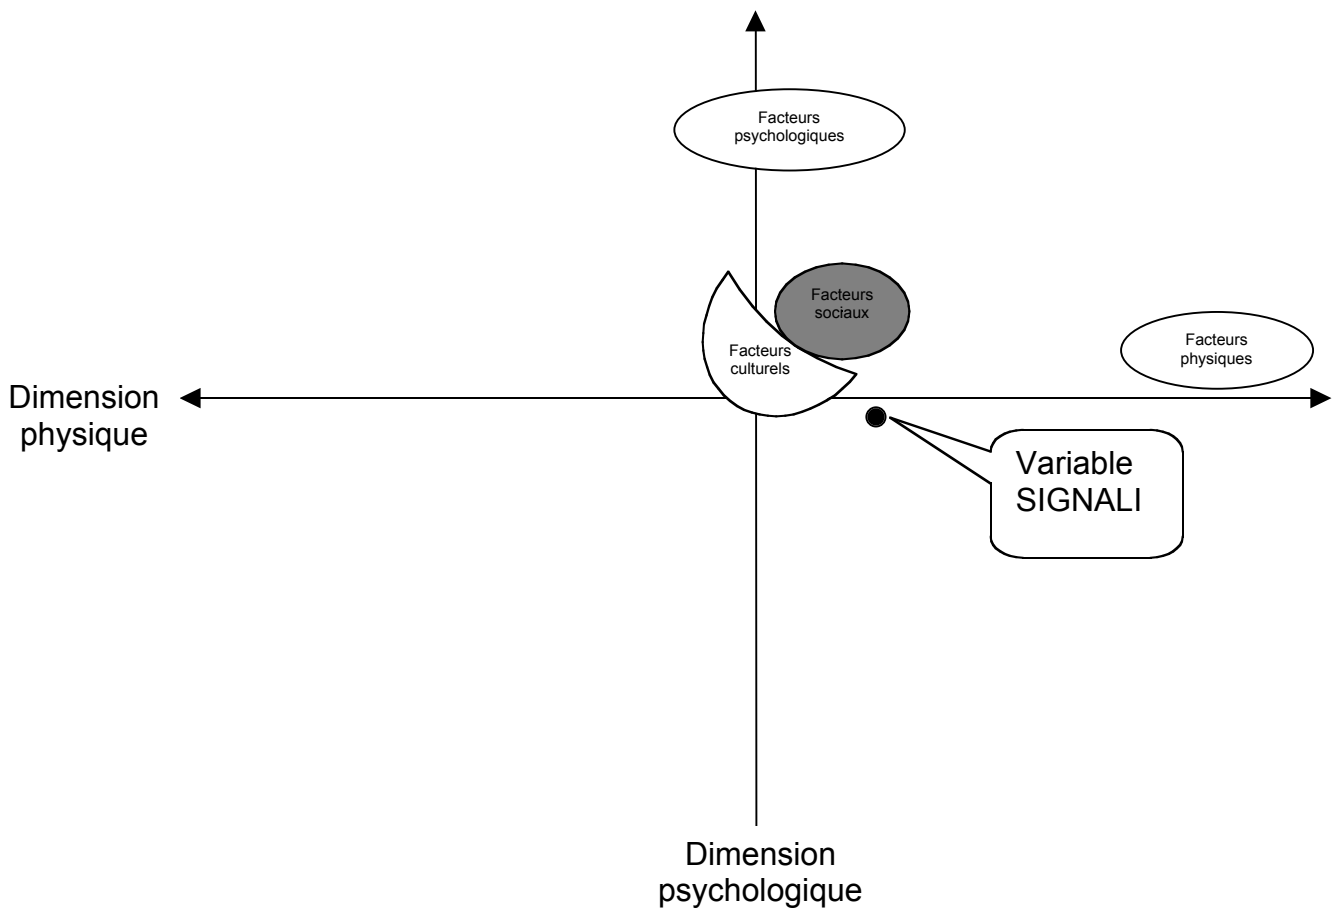 Facteurs
psychologiques
Facteurs
sociaux
Facteurs
physiques
Facteurs
culturels
Dimension
physique
Variable
SIGNALI
Dimension
psychologique